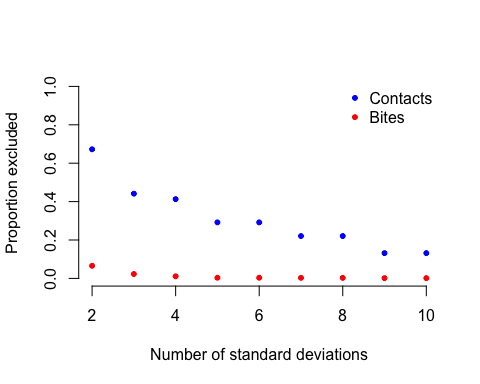 Contacts
Bites
Proportion excluded
1.0
0.8
0.6
0.4
0.2
0.0
2 4 6 8 10
Number of standard deviations